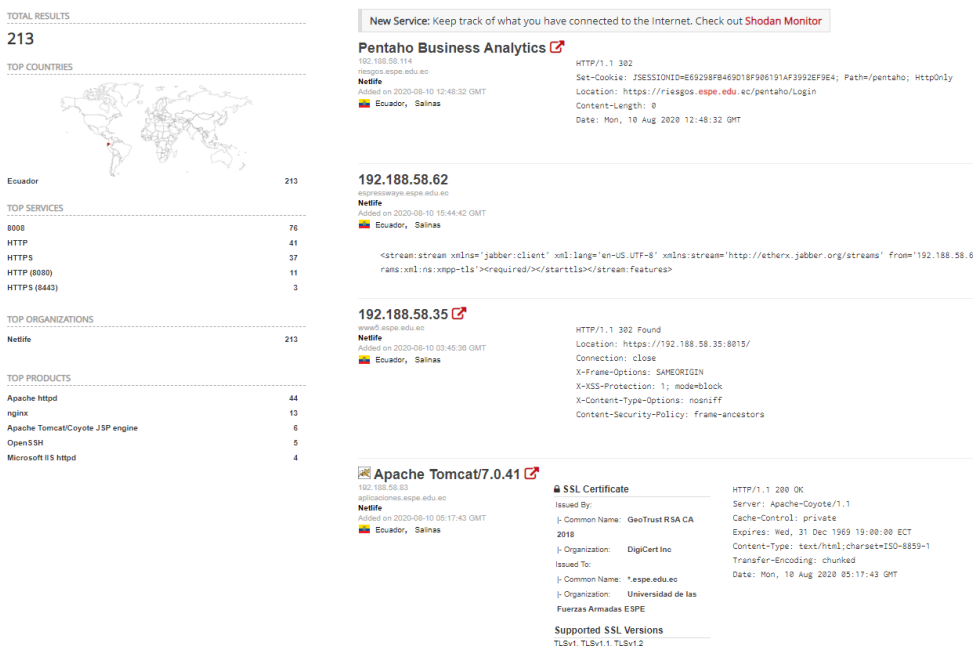 TOTAL RESULTS
213
TOP COUNTRIES
Ecuador 213
TOP SERVICES
8008 76
HTTP 41
HTTPS 37
HTTP (8080) 11
HTTPS (8443) 3
TOP ORGANIZATIONS
Netlife 213
TOP PRODUCTS
Apache httpd 44
nginx 13
Apache Tomcat/Coyote JSP engine 6
OpenSSH 5
Microsoft IIS httpd 4
New Service: Keep track of what you have connected to the Internet. Check out Shodan Monitor
Pentaho Business Analytics
192.188.58.114
riesgos.espe.edu.ec
Netlife
Added on 2020-08-10 12:48:32 GMT
Ecuador, Salinas
HTTP/1.1 302
Set-Cookie: JSESSIONID=E69298FB469D18F906191AF3992EF9E4; Path=/pentaho; HttpOnly
Location: https://riesgos.espe.edu.ec/pentaho/Login
Content-Length: 0
Date: Mon, 10 Aug 2020 12:48:32 GMT
192.188.58.62
espresswaye.espe.edu.ec
Netlife
Added on 2020-08-10 15:44:42 GMT
Ecuador, Salinas
<stream:stream xmlns='jabber:client' xml:lang='en-US.UTF-8' xmlns:stream='http://etherx.jabber.org/streams' from='192.188.58.6
rams:xml:ns:xmpp-tls'><required/></starttls></stream:features>
192.188.58.35
www5.espe.edu.ec
Netlife
Added on 2020-08-10 03:45:36 GMT
Ecuador, Salinas
HTTP/1.1 302 Found
Location: https://192.188.58.35:8015/
Connection: close
X-Frame-Options: SAMEORIGIN
X-XSS-Protection: 1; mode=block
X-Content-Type-Options: nosniff
Content-Security-Policy: frame-ancestors
Apache Tomcat/7.0.41
192.188.58.83
aplicaciones.espe.edu.ec
Netlife
Added on 2020-08-10 05:17:43 GMT
Ecuador, Salinas
SSL Certificate
Issued By:
|- Common Name: GeoTrust RSA CA
2018
|- Organization: DigiCert Inc
Issued To:
|- Common Name: *.espe.edu.ec
|- Organization: Universidad de las
Fuerzas Armadas ESPE
Supported SSL Versions
TLSv1, TLSv1.1, TLSv1.2
HTTP/1.1 200 OK
Server: Apache-Coyote/1.1
Cache-Control: private
Expires: Wed, 31 Dec 1969 19:00:00 ECT
Content-Type: text/html;charset=ISO-8859-1
Transfer-Encoding: chunked
Date: Mon, 10 Aug 2020 05:17:43 GMT